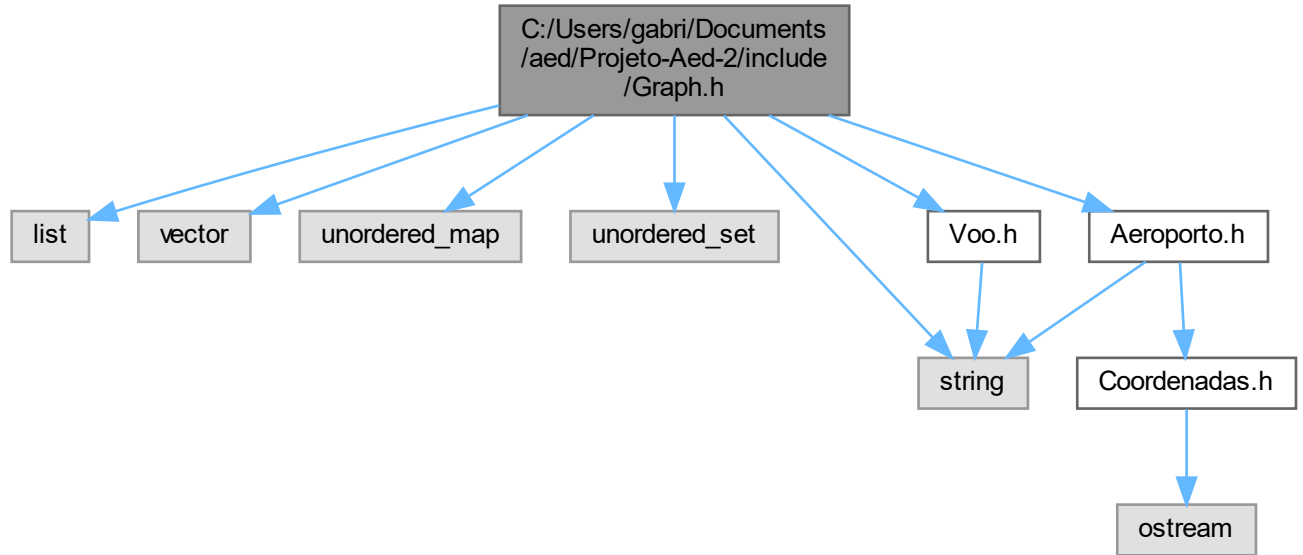 C:/Users/gabri/Documents
/aed/Projeto-Aed-2/include
/Graph.h
list
vector
unordered_map
unordered_set
Voo.h
Aeroporto.h
string
Coordenadas.h
ostream